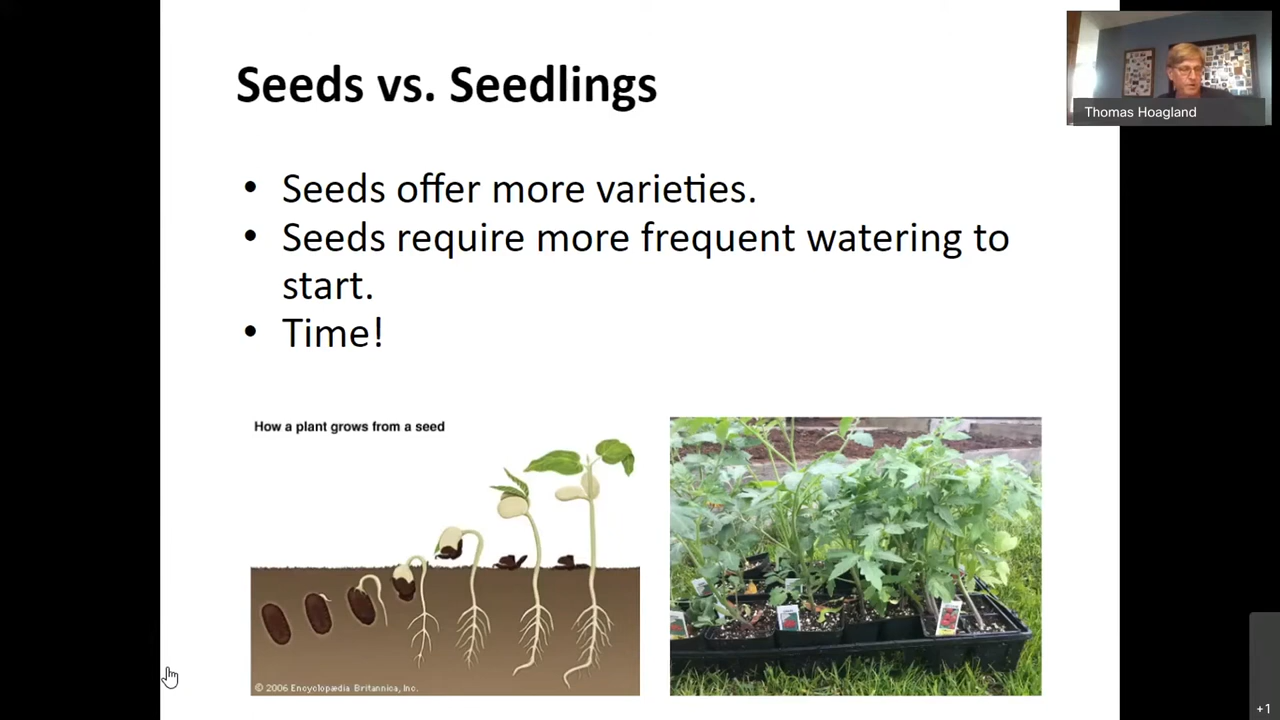 Seeds vs. Seedlings
Thomas Hoagland
• Seeds offer more varieties.
• Seeds require more frequent watering to
start.
• Time!
How a plant grows from a seed
© 2006 Encyclopædia Britannica, Inc.
+1